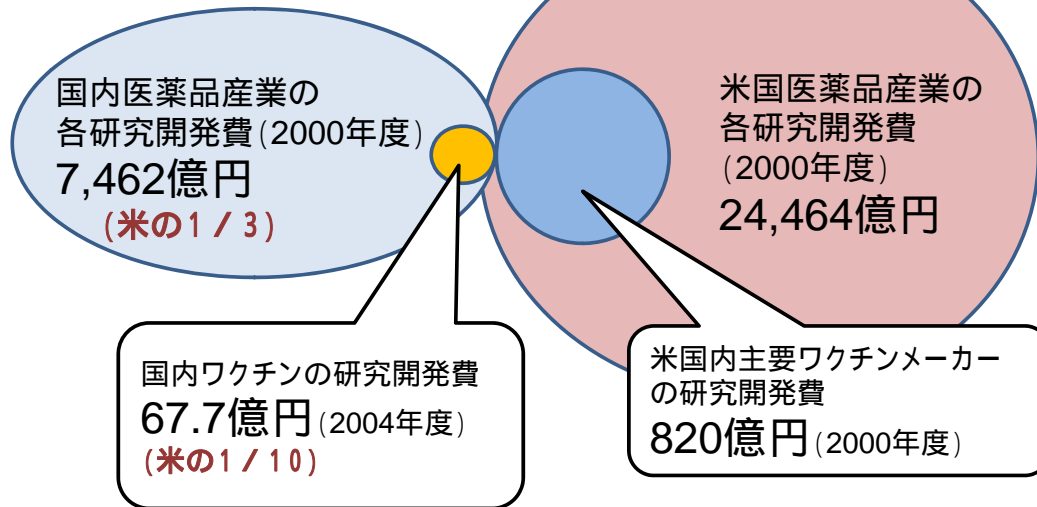 国内医薬品産業の
各研究開発費(2000年度)
7,462億円
(米の1/3)
米国医薬品産業の
各研究開発費
(2000年度)
24,464億円
国内ワクチンの研究開発費
67.7億円(2004年度)
(米の1/10)
米国内主要ワクチンメーカー
の研究開発費
820億円(2000年度)